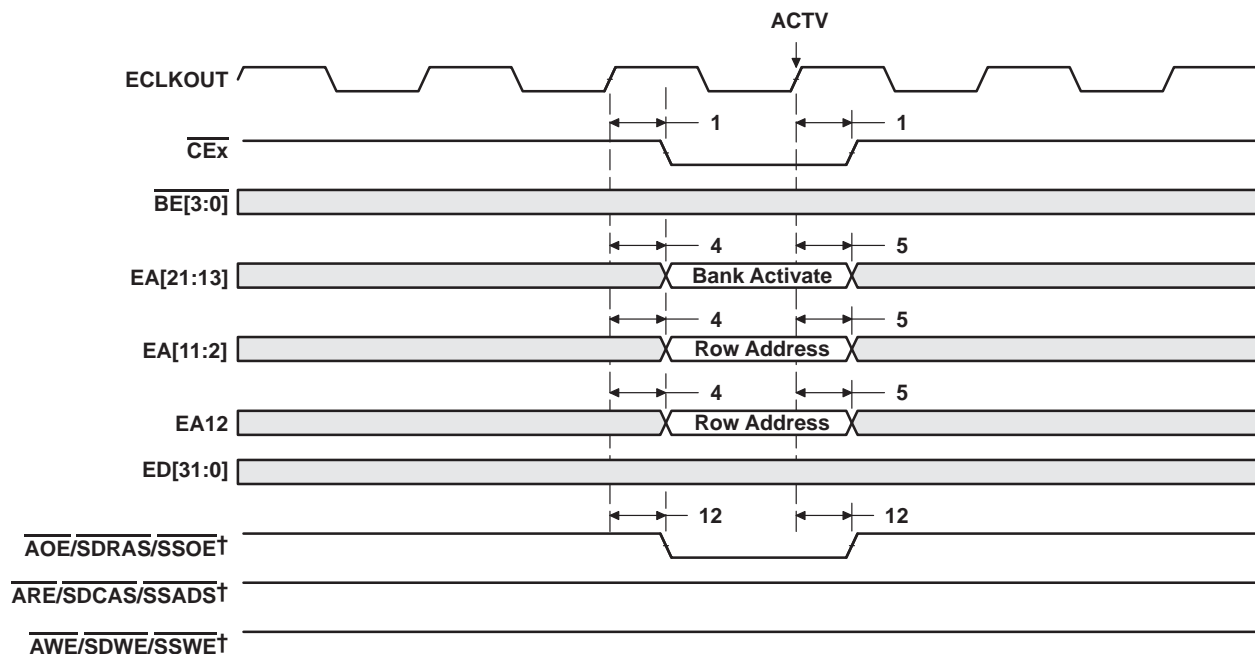 ACTV
ECLKOUT
1 1
CEx
BE[3:0]
4 5
EA[21:13] Bank Activate
4 5
EA[11:2] Row Address
4 5
EA12 Row Address
ED[31:0]
12 12
AOE/SDRAS/SSOE†
ARE/SDCAS/SSADS†
AWE/SDWE/SSWE†